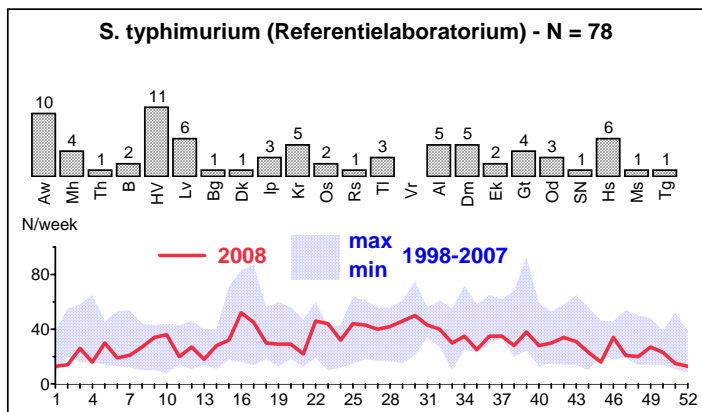 S. typhimurium (Referentielaboratorium) - N = 78
10 4 1 2 11 6 1 1 3 5 2 1 3 5 5 2 4 3 1 6 1 1
Aw Mh Th B HV Lv Bg Dk Ip Kr Os Rs Tl Vr Al Dm Ek Gt Od SN Hs Ms Tg
N/week
2008 max min 1998-2007
80
40
0
1 4 7 10 13 16 19 22 25 28 31 34 37 40 43 46 49 52